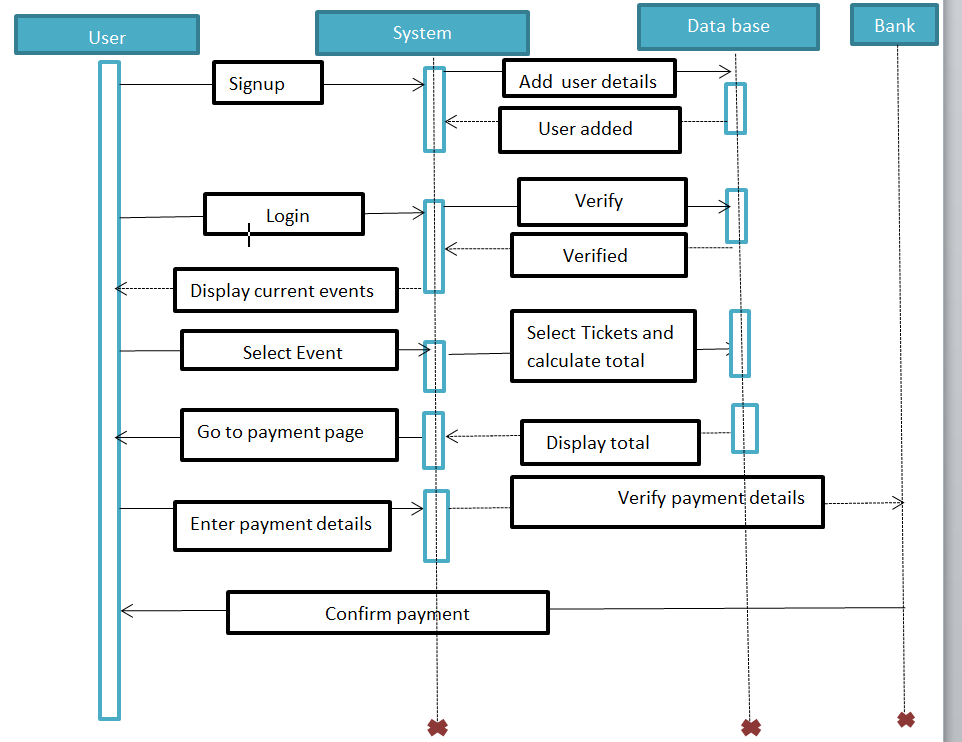 User
System
Data base
Bank
Signup
Add user details
User added
Login
Verify
Verified
Display current events
Select Event
Select Tickets and
calculate total
Go to payment page
Display total
Enter payment details
Verify payment details
Confirm payment